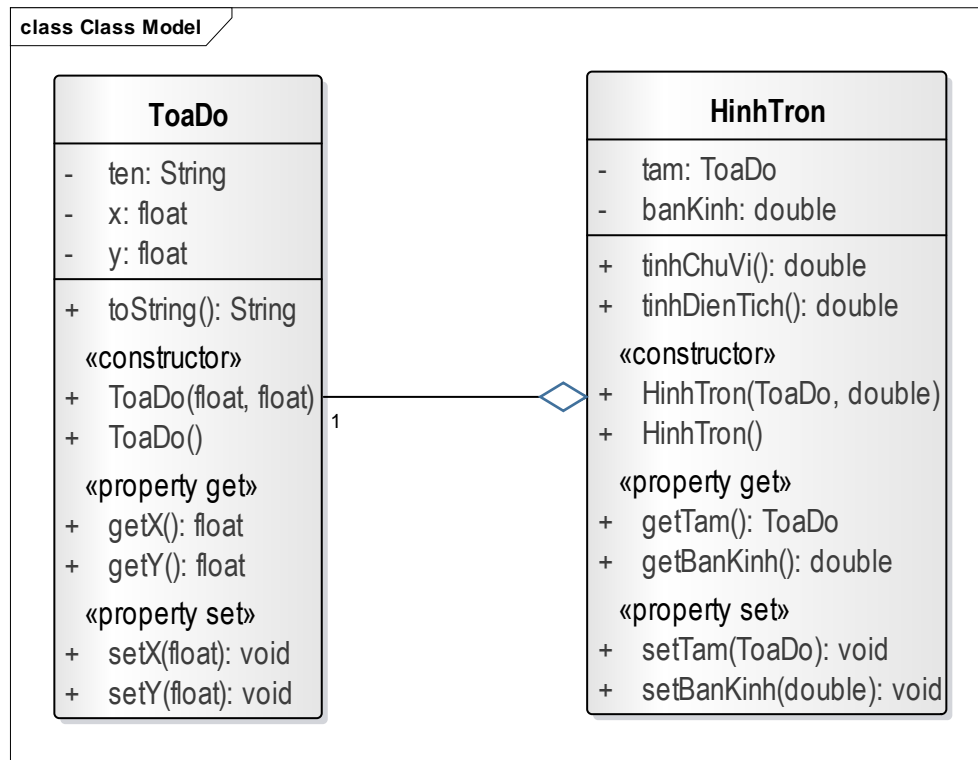 class Class Model
ToaDo
- ten: String
- x: float
- y: float
+ toString(): String
«constructor»
+ ToaDo(float, float)
+ ToaDo()
«property get»
+ getX(): float
+ getY(): float
«property set»
+ setX(float): void
+ setY(float): void
1
HinhTron
- tam: ToaDo
- banKinh: double
+ tinhChuVi(): double
+ tinhDienTich(): double
«constructor»
+ HinhTron(ToaDo, double)
+ HinhTron()
«property get»
+ getTam(): ToaDo
+ getBanKinh(): double
«property set»
+ setTam(ToaDo): void
+ setBanKinh(double): void